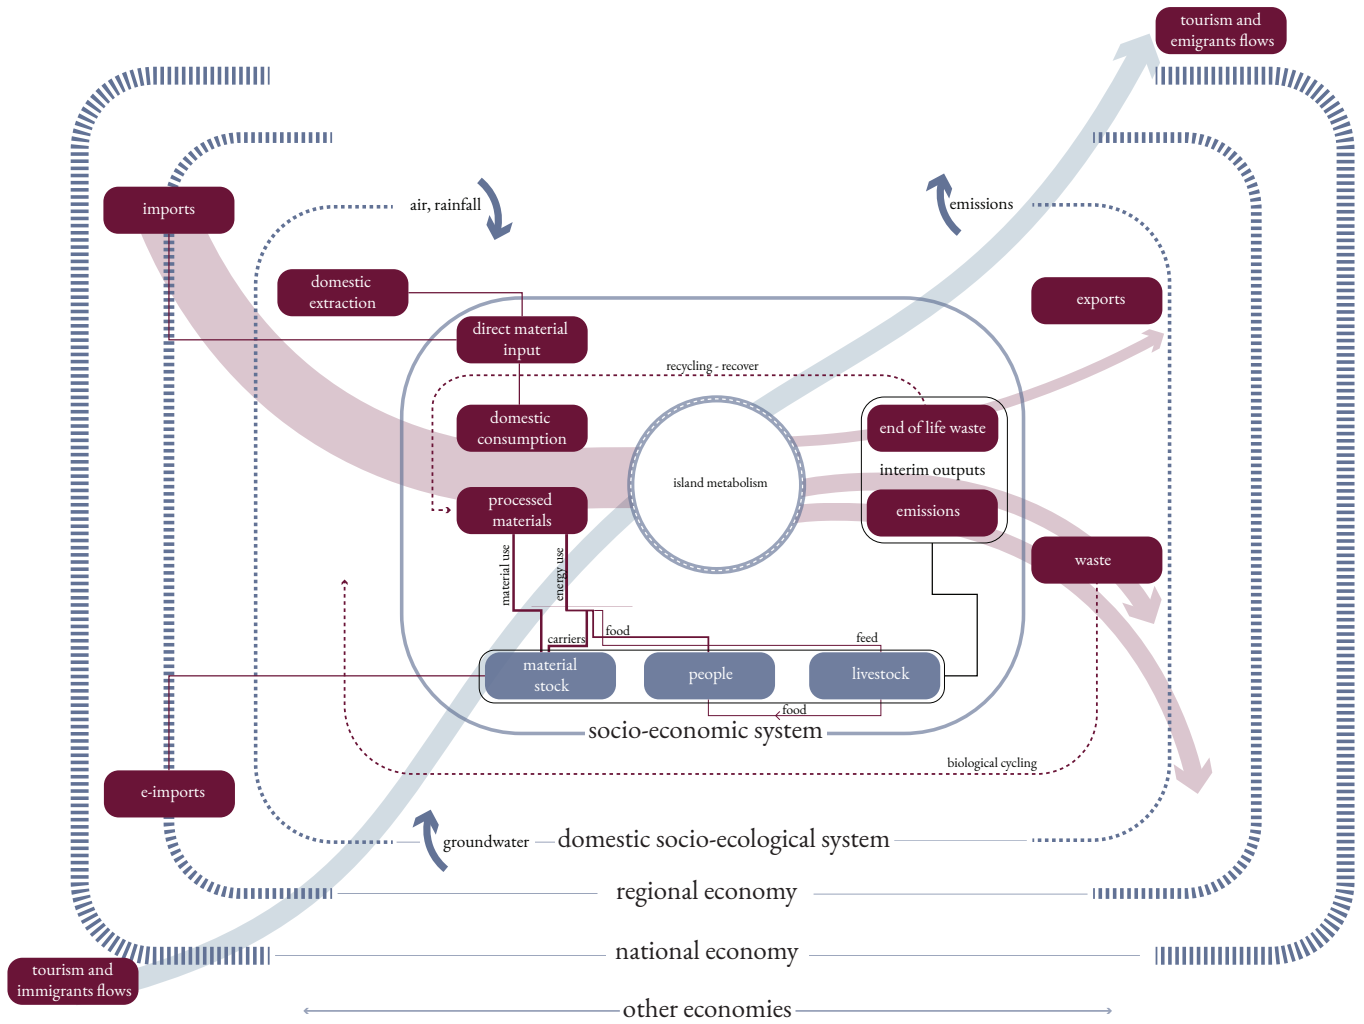 tourism and
emigrants flows
imports
air, rainfall
emissions
domestic
extraction
exports
direct material
input
recycling - recover
domestic
consumption
end of life waste
interim outputs
island metabolism
processed
materials
emissions
material use
energy use
waste
carriers
food
feed
material
stock
people
livestock
food
socio-economic system
biological cycling
e-imports
groundwater
domestic socio-ecological system
regional economy
national economy
tourism and
immigrants flows
other economies